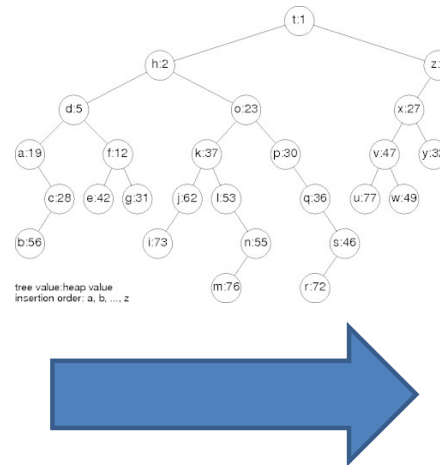 t:1
h:2 z:
d:5 o:23 x:27
a:19 f:12 k:37 p:30 v:47 y:32
c:28 e:42 g:31 j:62 l:53 q:36 u:77 w:49
b:56 i:73 n:55 s:46
m:76 r:72
tree value:heap value
insertion order: a, b, ..., z